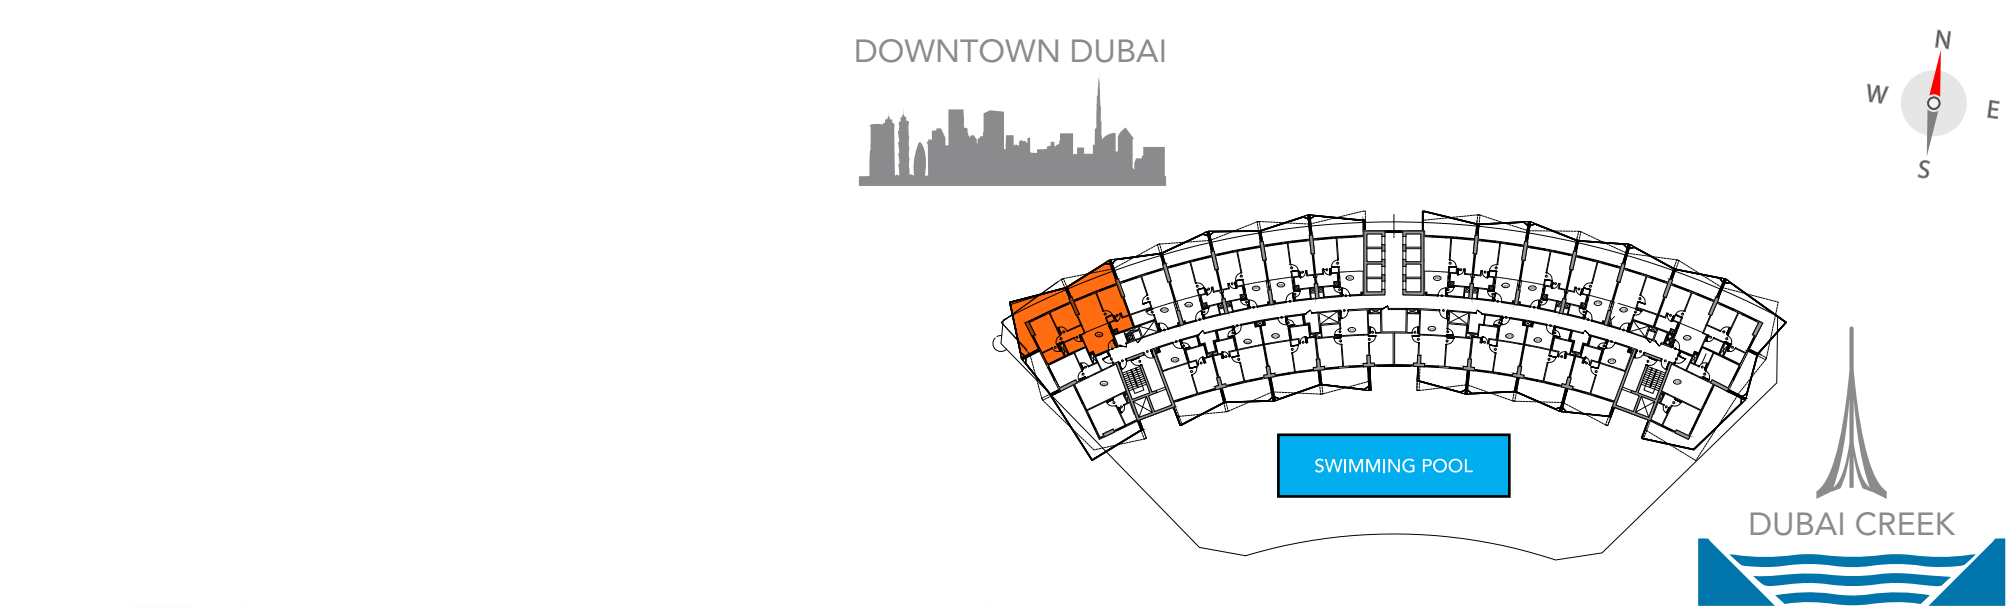 DOWNTOWN DUBAI
N
W
E
S
SWIMMING POOL
DUBAI CREEK